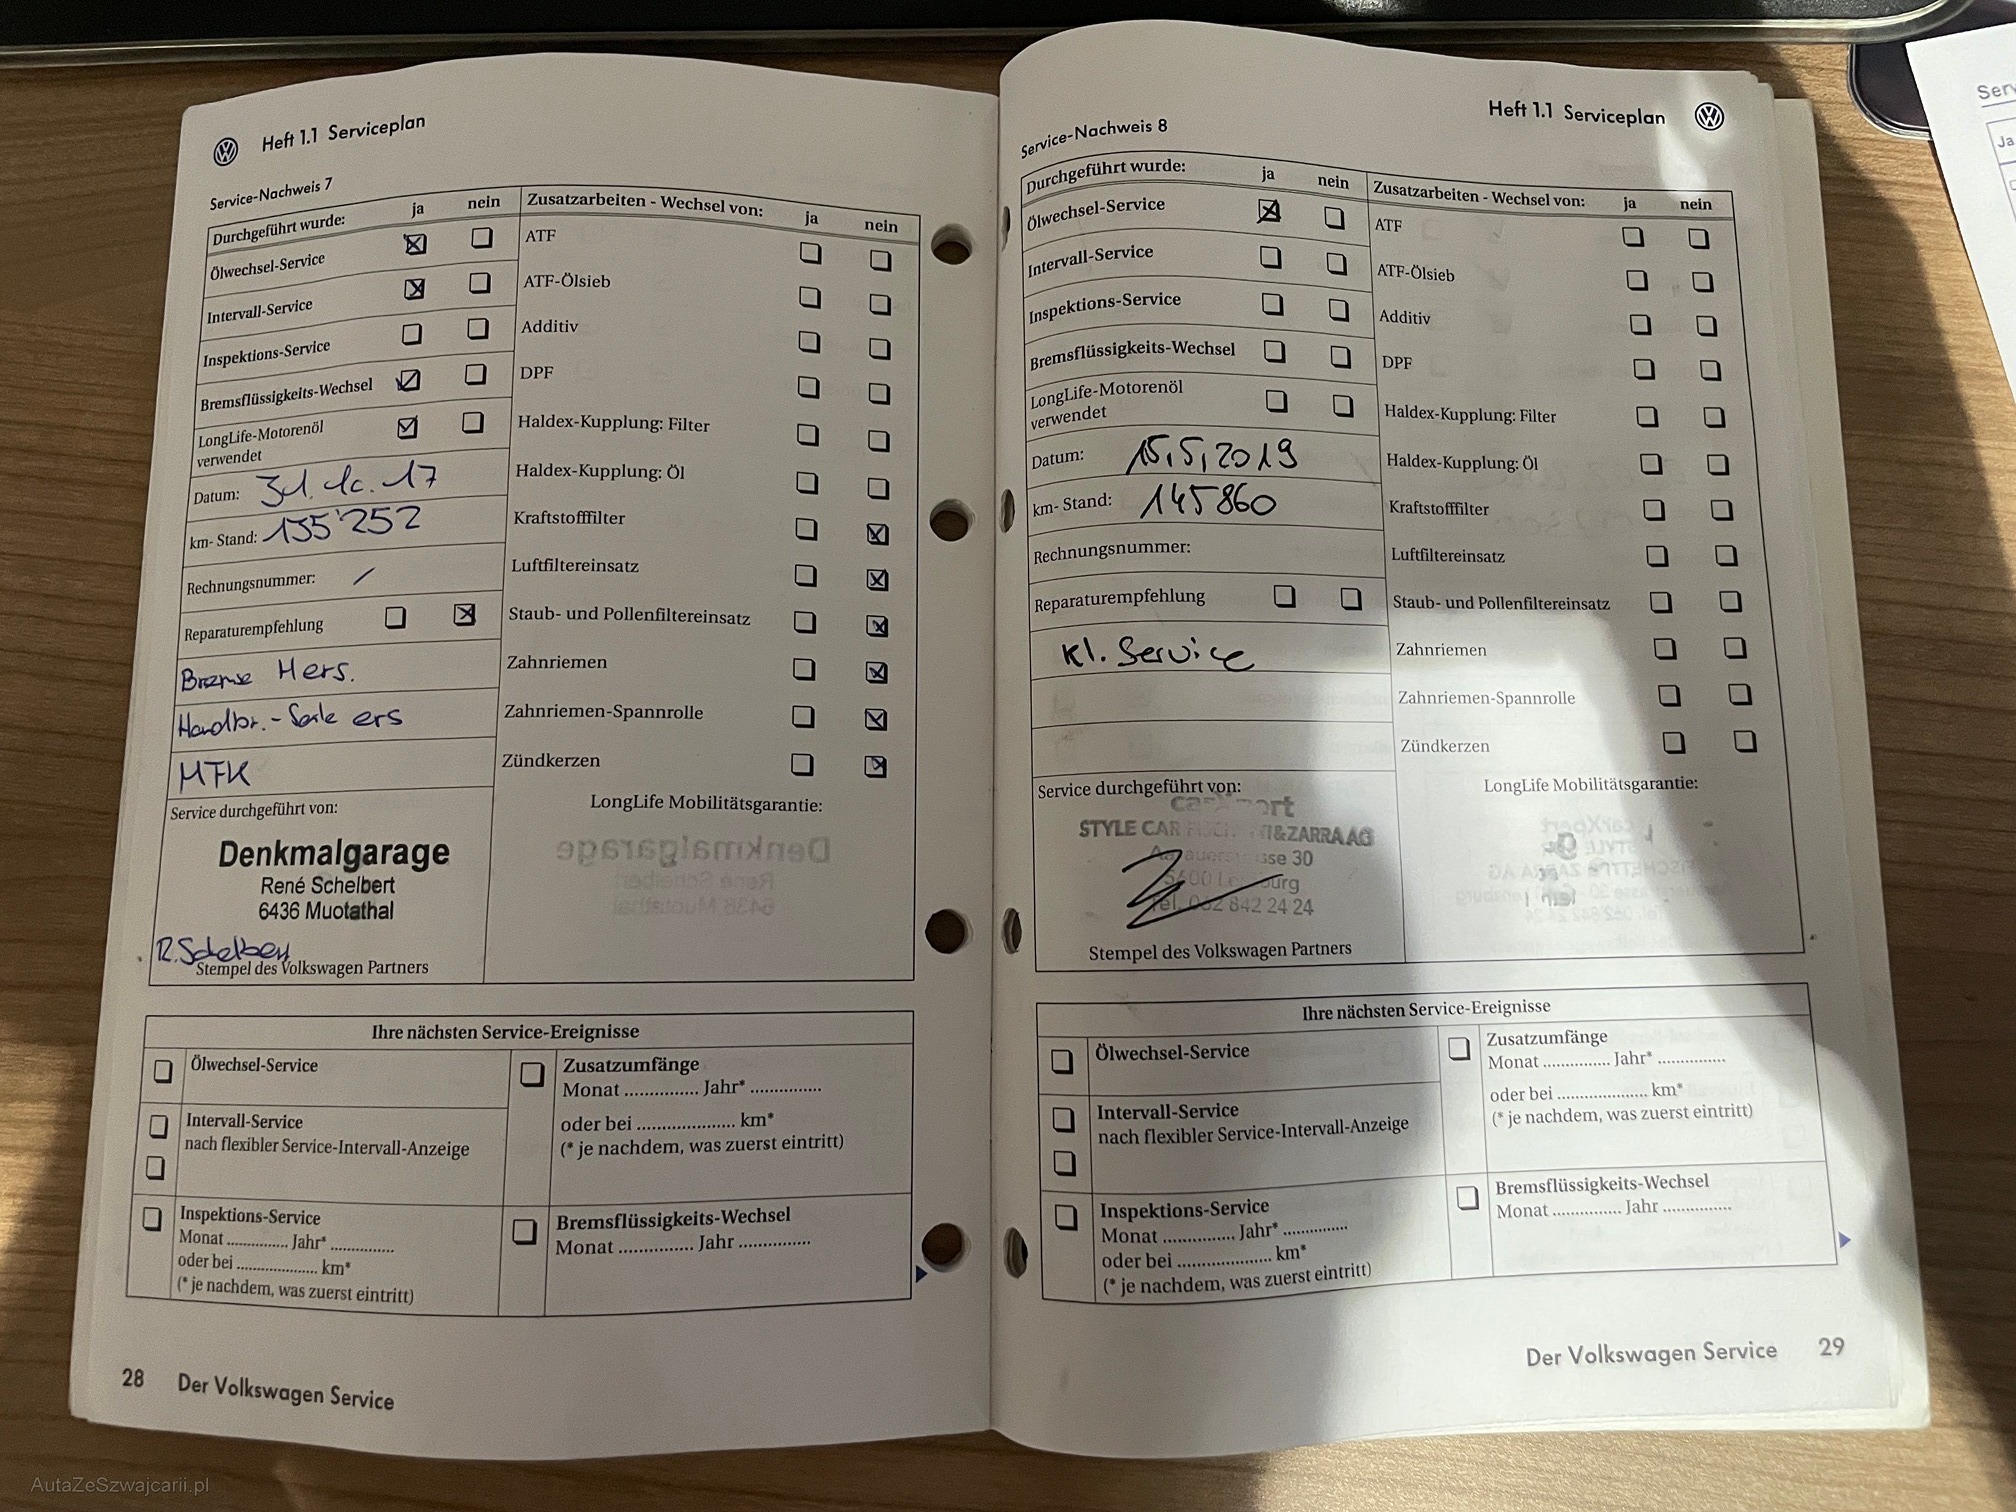 Heft 1.1 Serviceplan
Service-Nachweis 7
Durchgeführt wurde: ja nein
Ölwechsel-Service
Intervall-Service
Inspektions-Service
Bremsflüssigkeits-Wechsel
LongLife-Motorenöl
verwendet
Datum: 31.10.17
km- Stand: 135'252
Rechnungsnummer: /
Reparaturempfehlung
Bremse Hers.
Handbr.-Seile ers
MFK
Service durchgeführt von:
Denkmalgarage
René Schelbert
6436 Muotathal
R.Schelbert
Stempel des Volkswagen Partners
Zusatzarbeiten - Wechsel von: ja nein
ATF
ATF-Ölsieb
Additiv
DPF
Haldex-Kupplung: Filter
Haldex-Kupplung: Öl
Kraftstofffilter
Luftfiltereinsatz
Staub- und Pollenfiltereinsatz
Zahnriemen
Zahnriemen-Spannrolle
Zündkerzen
LongLife Mobilitätsgarantie:
Ihre nächsten Service-Ereignisse
Ölwechsel-Service
Intervall-Service
nach flexibler Service-Intervall-Anzeige
Inspektions-Service
Monat ............... Jahr* ...............
oder bei .................... km*
(* je nachdem, was zuerst eintritt)
Zusatzumfänge
Monat ............... Jahr* ...............
oder bei .................... km*
(* je nachdem, was zuerst eintritt)
Bremsflüssigkeits-Wechsel
Monat ............... Jahr ...............
28 Der Volkswagen Service
Heft 1.1 Serviceplan
Service-Nachweis 8
Durchgeführt wurde: ja nein
Ölwechsel-Service
Intervall-Service
Inspektions-Service
Bremsflüssigkeits-Wechsel
LongLife-Motorenöl
verwendet
Datum: 15.5.2019
km- Stand: 145860
Rechnungsnummer:
Reparaturempfehlung
Kl. Service
Service durchgeführt von:
STYLE CAR &ZARRA AG
30
5600
Tel. 062 842 24 24
Stempel des Volkswagen Partners
Zusatzarbeiten - Wechsel von: ja nein
ATF
ATF-Ölsieb
Additiv
DPF
Haldex-Kupplung: Filter
Haldex-Kupplung: Öl
Kraftstofffilter
Luftfiltereinsatz
Staub- und Pollenfiltereinsatz
Zahnriemen
Zahnriemen-Spannrolle
Zündkerzen
LongLife Mobilitätsgarantie:
Ihre nächsten Service-Ereignisse
Ölwechsel-Service
Intervall-Service
nach flexibler Service-Intervall-Anzeige
Inspektions-Service
Monat ............... Jahr* ...............
oder bei .................... km*
(* je nachdem, was zuerst eintritt)
Zusatzumfänge
Monat ............... Jahr* ...............
oder bei .................... km*
(* je nachdem, was zuerst eintritt)
Bremsflüssigkeits-Wechsel
Monat ............... Jahr ...............
Der Volkswagen Service 29
AutaZeSzwajcarii.pl